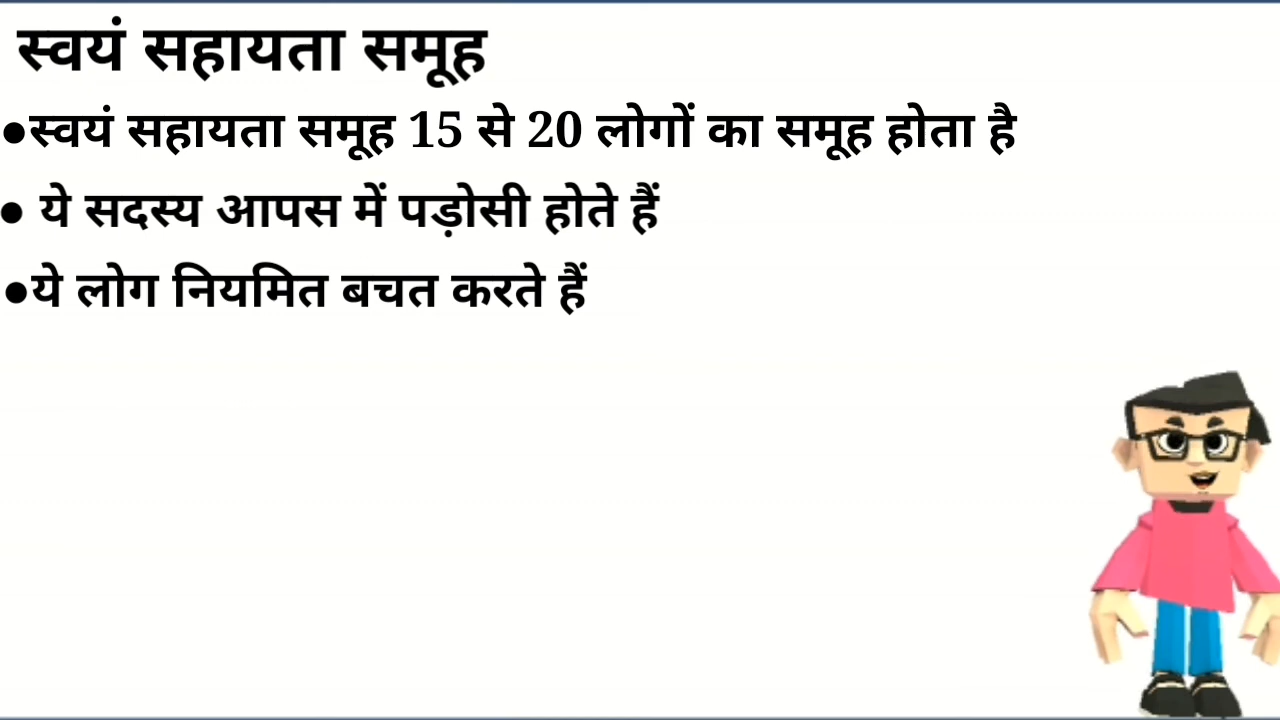 स्वयं सहायता समूह
●स्वयं सहायता समूह 15 से 20 लोगों का समूह होता है
● ये सदस्य आपस में पड़ोसी होते हैं
●ये लोग नियमित बचत करते हैं